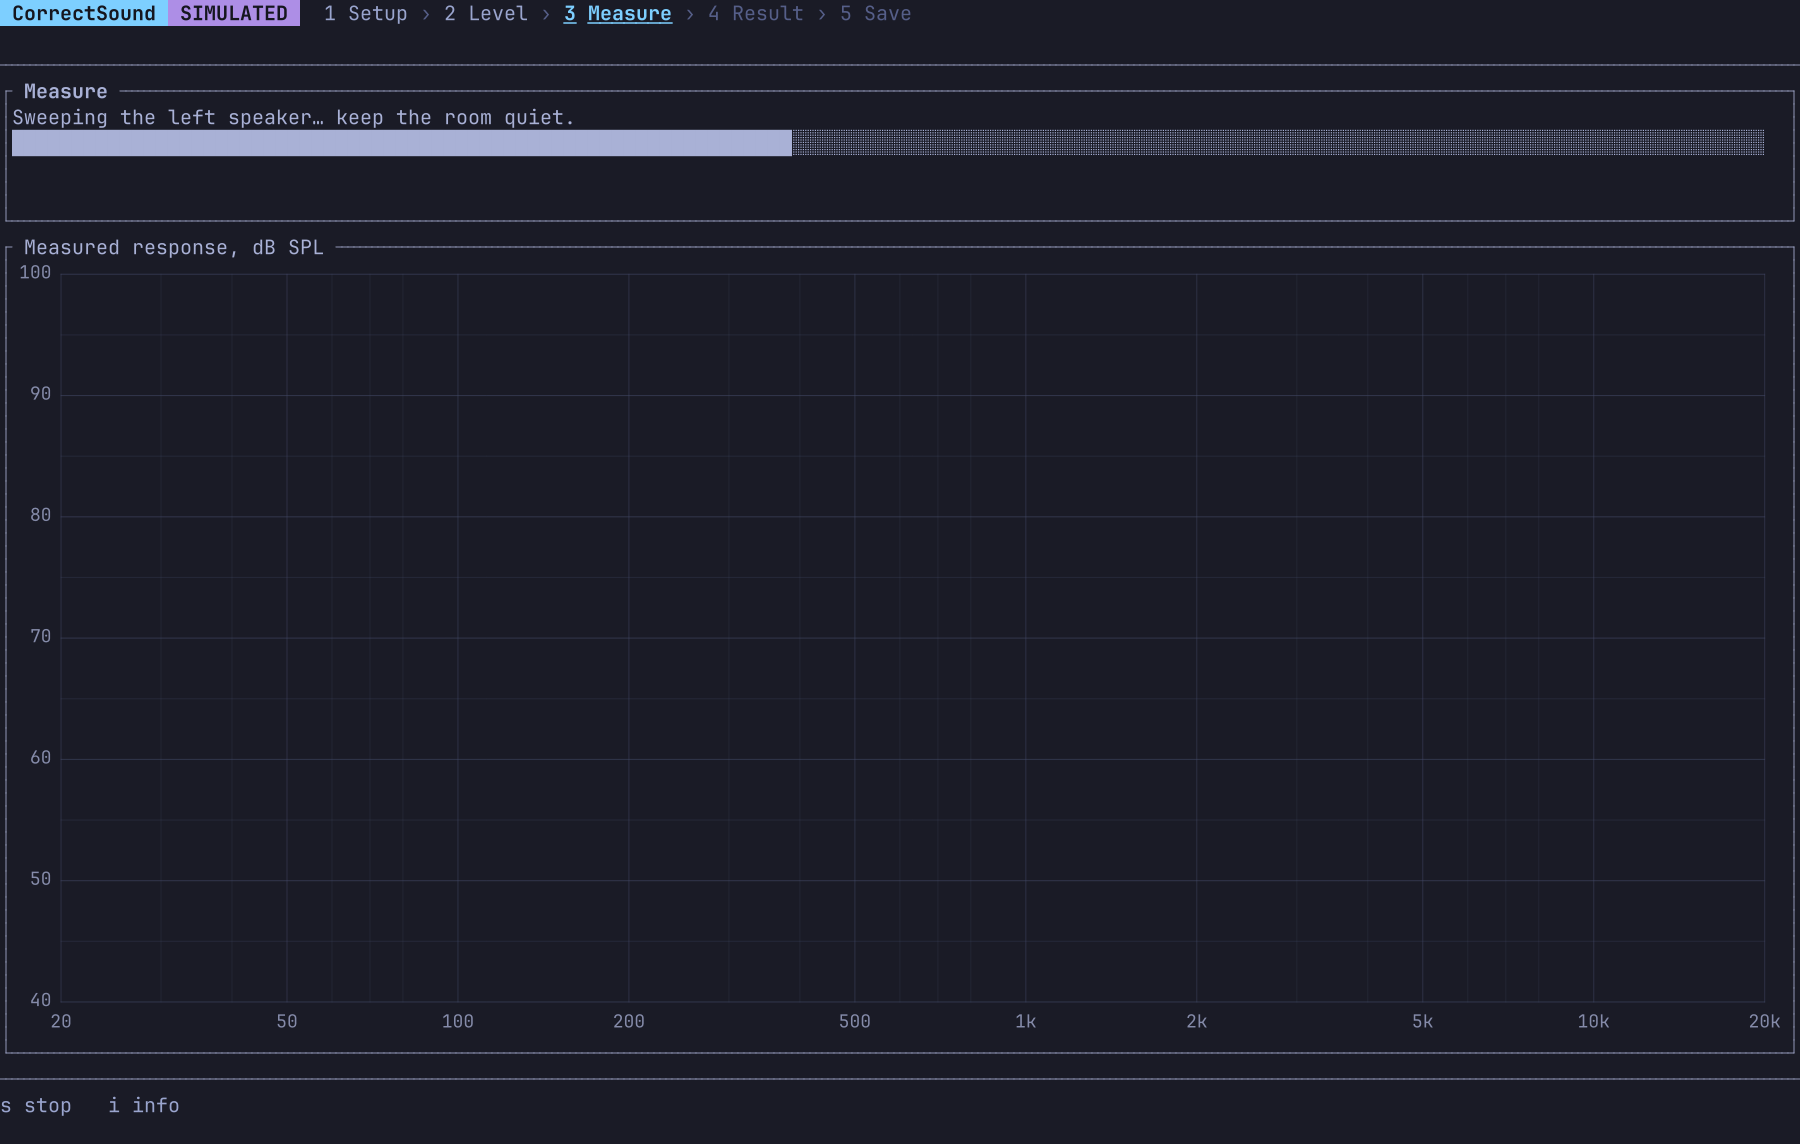 CorrectSound SIMULATED 1 Setup › 2 Level › 3 Measure › 4 Result › 5 Save
Measure
Sweeping the left speaker… keep the room quiet.
Measured response, dB SPL
100
90
80
70
60
50
40
20 50 100 200 500 1k 2k 5k 10k 20k
s stop i info